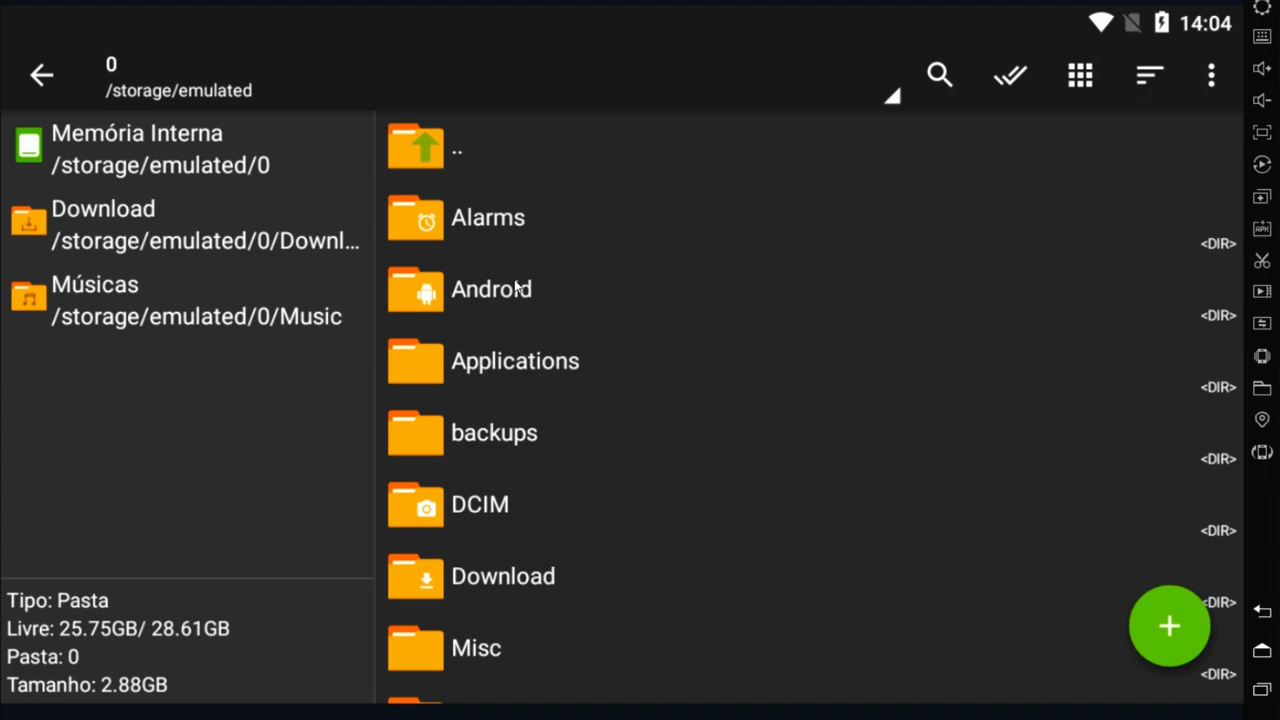 14:04
0
/storage/emulated
Memória Interna
/storage/emulated/0
Download
/storage/emulated/0/Downl...
Músicas
/storage/emulated/0/Music
Tipo: Pasta
Livre: 25.75GB/ 28.61GB
Pasta: 0
Tamanho: 2.88GB
..
Alarms
<DIR>
Android
<DIR>
Applications
<DIR>
backups
<DIR>
DCIM
<DIR>
Download
<DIR>
Misc
<DIR>
APK